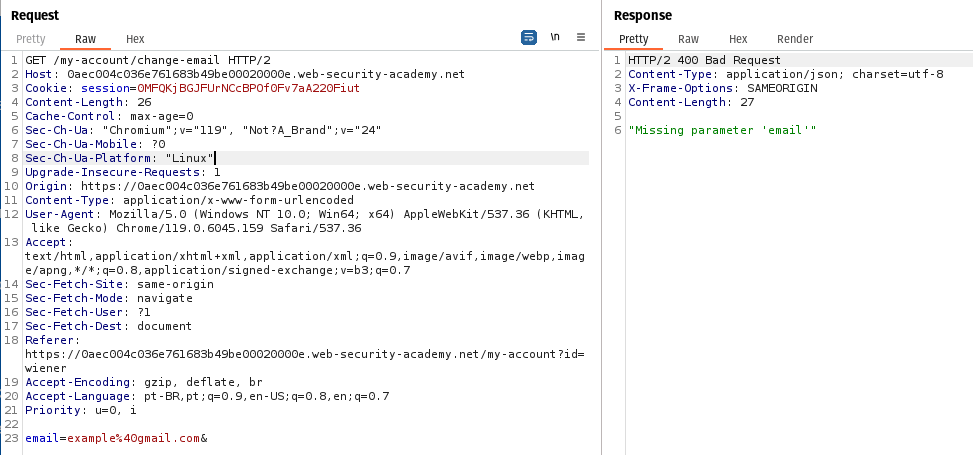 Request
Pretty Raw Hex
\n
1 GET /my-account/change-email HTTP/2
2 Host: 0aec004c036e761683b49be00020000e.web-security-academy.net
3 Cookie: session=0MFQKjBGJFUrNCcBPOf0Fv7aA220Fiut
4 Content-Length: 26
5 Cache-Control: max-age=0
6 Sec-Ch-Ua: "Chromium";v="119", "Not?A_Brand";v="24"
7 Sec-Ch-Ua-Mobile: ?0
8 Sec-Ch-Ua-Platform: "Linux"
9 Upgrade-Insecure-Requests: 1
10 Origin: https://0aec004c036e761683b49be00020000e.web-security-academy.net
11 Content-Type: application/x-www-form-urlencoded
12 User-Agent: Mozilla/5.0 (Windows NT 10.0; Win64; x64) AppleWebKit/537.36 (KHTML,
like Gecko) Chrome/119.0.6045.159 Safari/537.36
13 Accept:
text/html,application/xhtml+xml,application/xml;q=0.9,image/avif,image/webp,imag
e/apng,*/*;q=0.8,application/signed-exchange;v=b3;q=0.7
14 Sec-Fetch-Site: same-origin
15 Sec-Fetch-Mode: navigate
16 Sec-Fetch-User: ?1
17 Sec-Fetch-Dest: document
18 Referer:
https://0aec004c036e761683b49be00020000e.web-security-academy.net/my-account?id=
wiener
19 Accept-Encoding: gzip, deflate, br
20 Accept-Language: pt-BR,pt;q=0.9,en-US;q=0.8,en;q=0.7
21 Priority: u=0, i
22
23 email=example%40gmail.com&
Response
Pretty Raw Hex Render
1 HTTP/2 400 Bad Request
2 Content-Type: application/json; charset=utf-8
3 X-Frame-Options: SAMEORIGIN
4 Content-Length: 27
5
6 "Missing parameter 'email'"